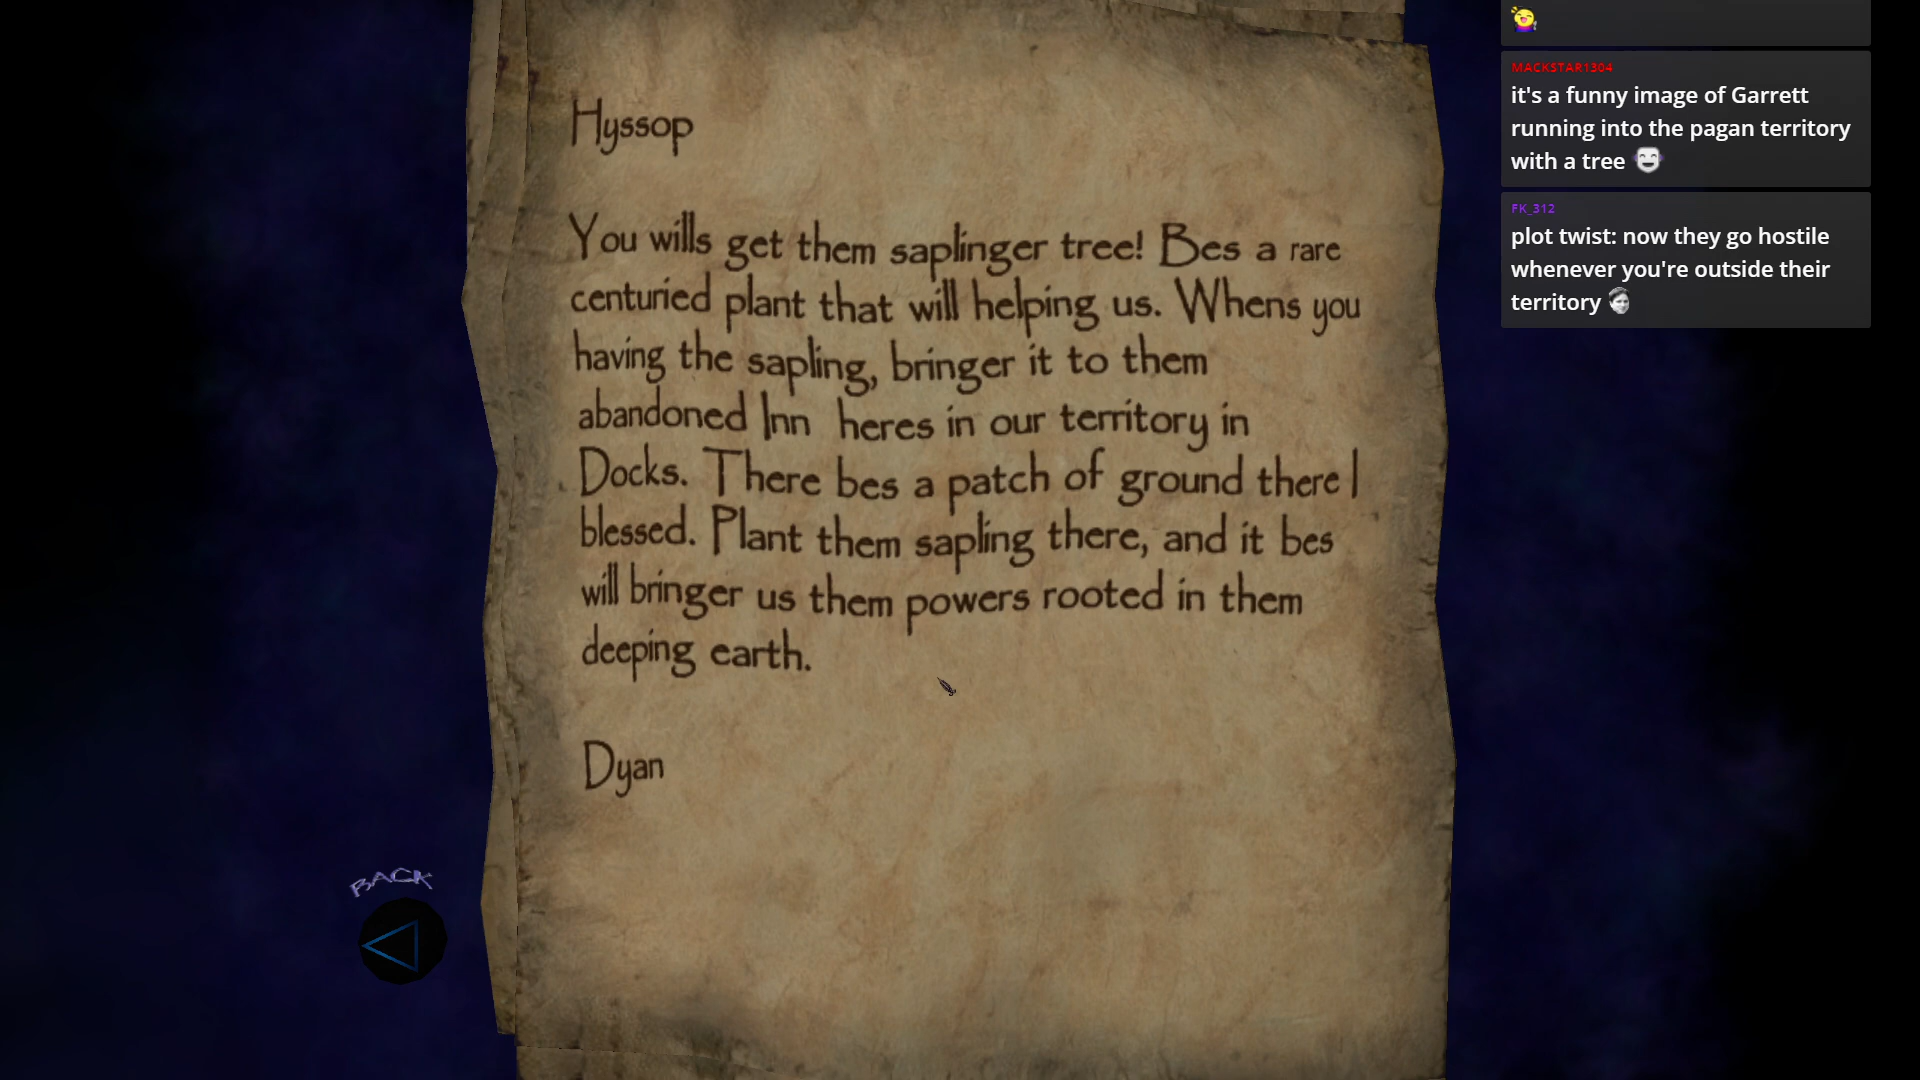 Hyssop
You wills get them saplinger tree! Bes a rare
centuried plant that will helping us. Whens you
having the sapling, bringer it to them
abandoned Inn heres in our territory in
Docks. There bes a patch of ground there I
blessed. Plant them sapling there, and it bes
will bringer us them powers rooted in them
deeping earth.
Dyan
BACK
MACKSTAR1304
it's a funny image of Garrett
running into the pagan territory
with a tree
FK_312
plot twist: now they go hostile
whenever you're outside their
territory